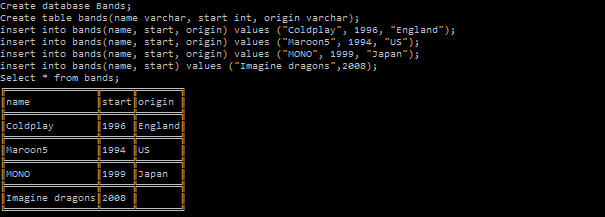 Create database Bands;
Create table bands(name varchar, start int, origin varchar);
insert into bands(name, start, origin) values ("Coldplay", 1996, "England");
insert into bands(name, start, origin) values ("Maroon5", 1994, "US");
insert into bands(name, start, origin) values ("MONO", 1999, "Japan");
insert into bands(name, start) values ("Imagine dragons",2008);
Select * from bands;
name start origin
Coldplay 1996 England
Maroon5 1994 US
MONO 1999 Japan
Imagine dragons 2008